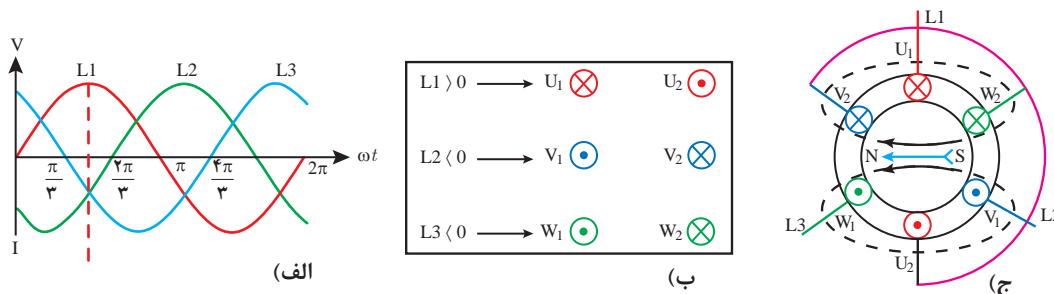 V
L1 L2 L3
π/۳ ۲π/۳ π ۴π/۳ 2π ωt
I
الف)
L1 ⟩ 0 U1 U2
L2 ⟨ 0 V1 V2
L3 ⟨ 0 W1 W2
ب)
L1
U1
V2 W2
N S
W1 V1
L3 L2
U2
ج)